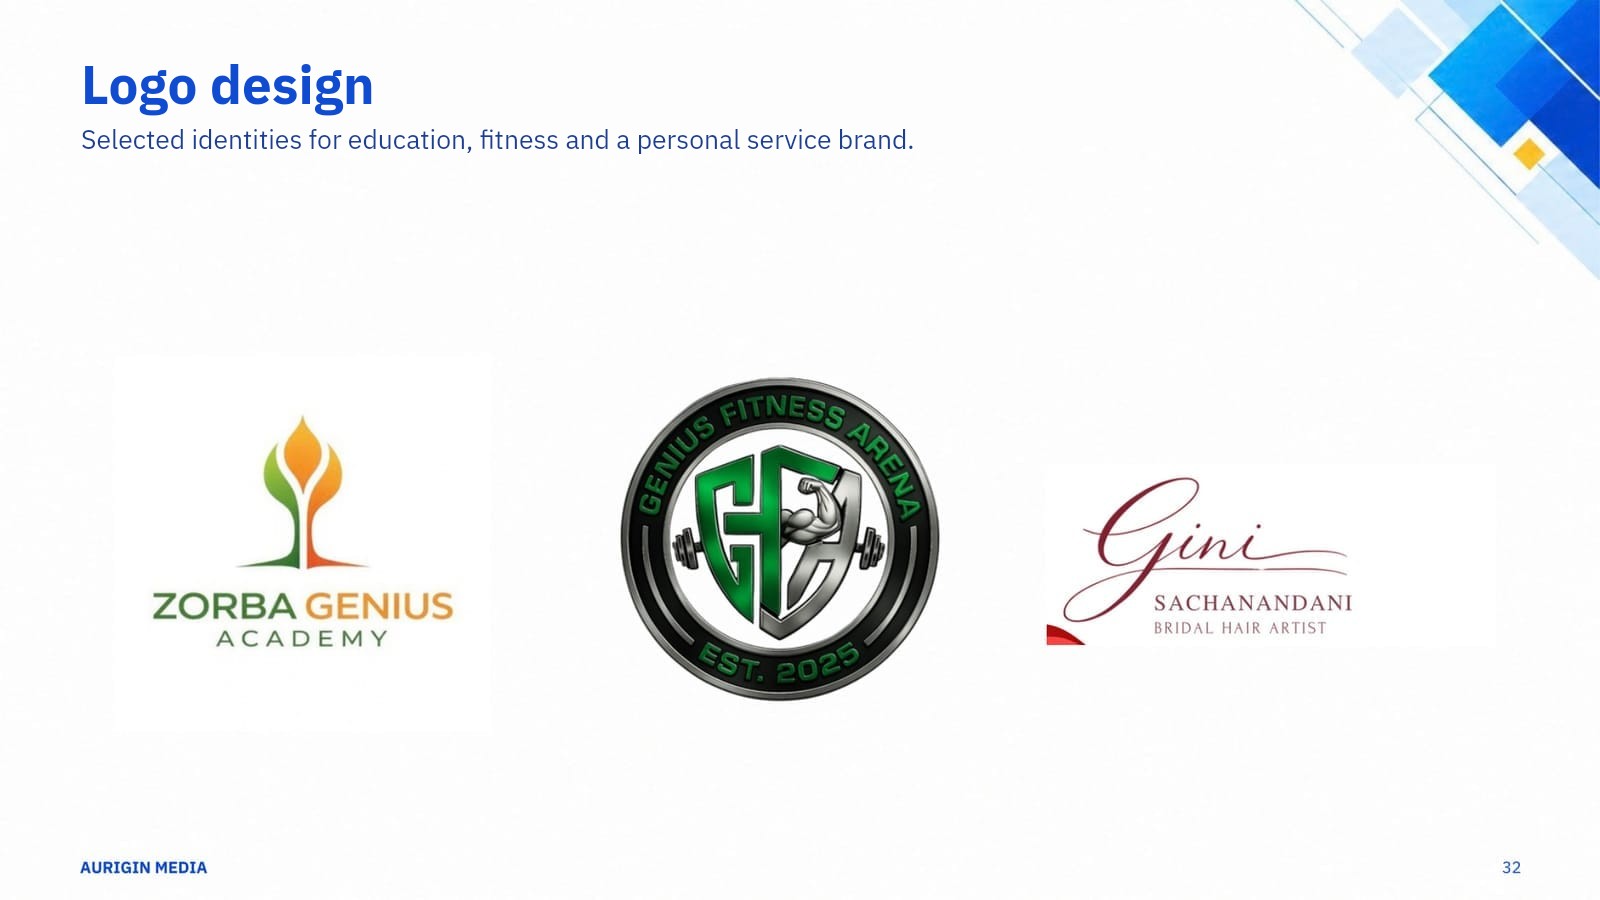 Logo design
Selected identities for education, fitness and a personal service brand.
ZORBA GENIUS
ACADEMY
GENIUS FITNESS ARENA
GFA
EST. 2025
Gini
SACHANANDANI
BRIDAL HAIR ARTIST
AURIGIN MEDIA
32